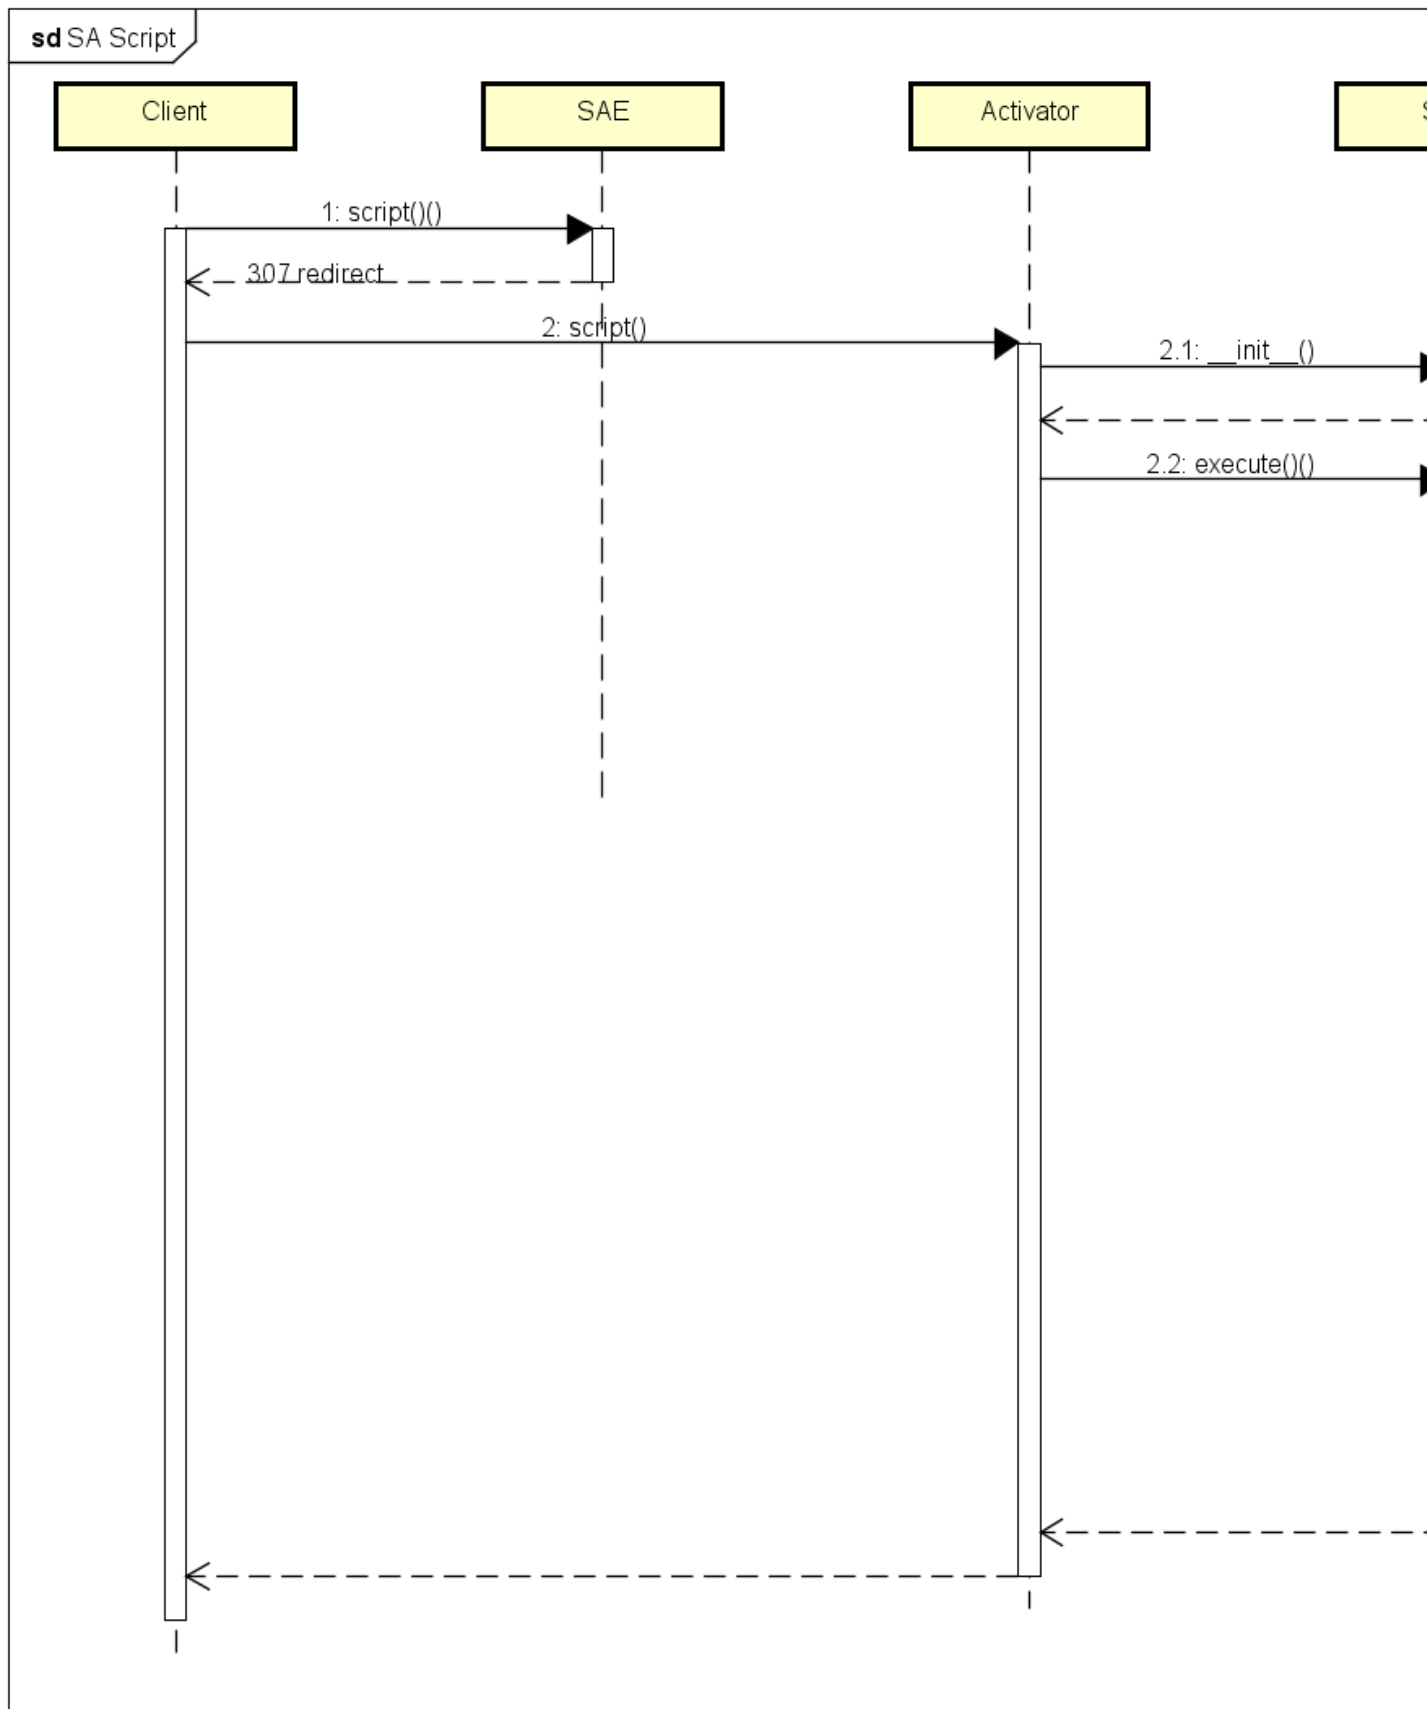 sd SA Script
Client
SAE
Activator
1: script()()
307 redirect
2: script()
2.1: __init__()
2.2: execute()()